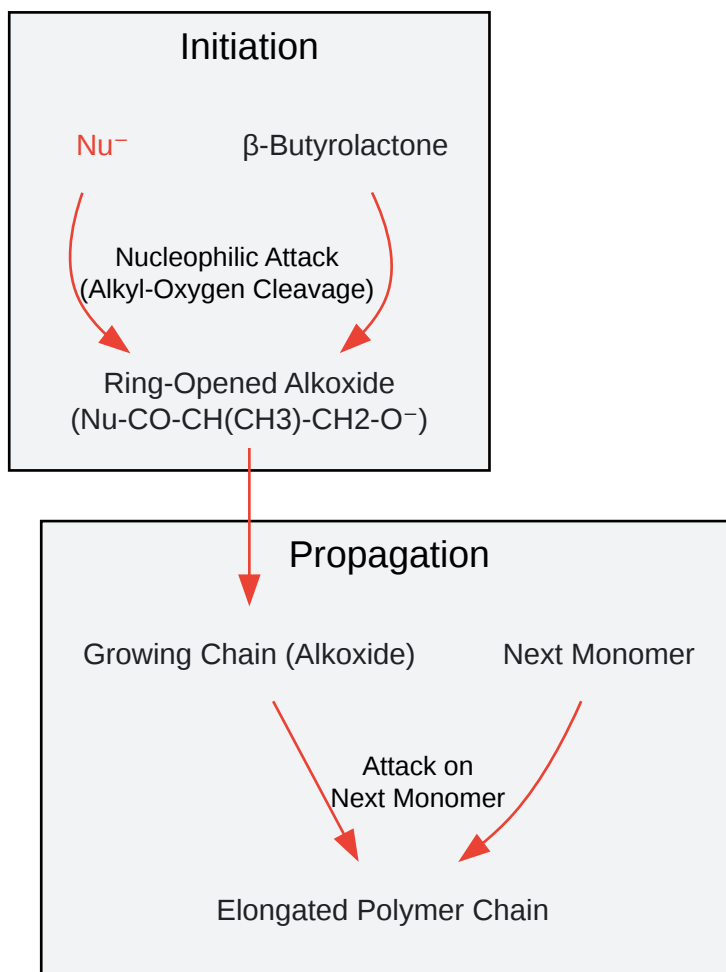 Initiation
Nu⁻
β-Butyrolactone
Nucleophilic Attack
(Alkyl-Oxygen Cleavage)
Ring-Opened Alkoxide
(Nu-CO-CH(CH3)-CH2-O⁻)
Propagation
Growing Chain (Alkoxide)
Next Monomer
Attack on
Next Monomer
Elongated Polymer Chain